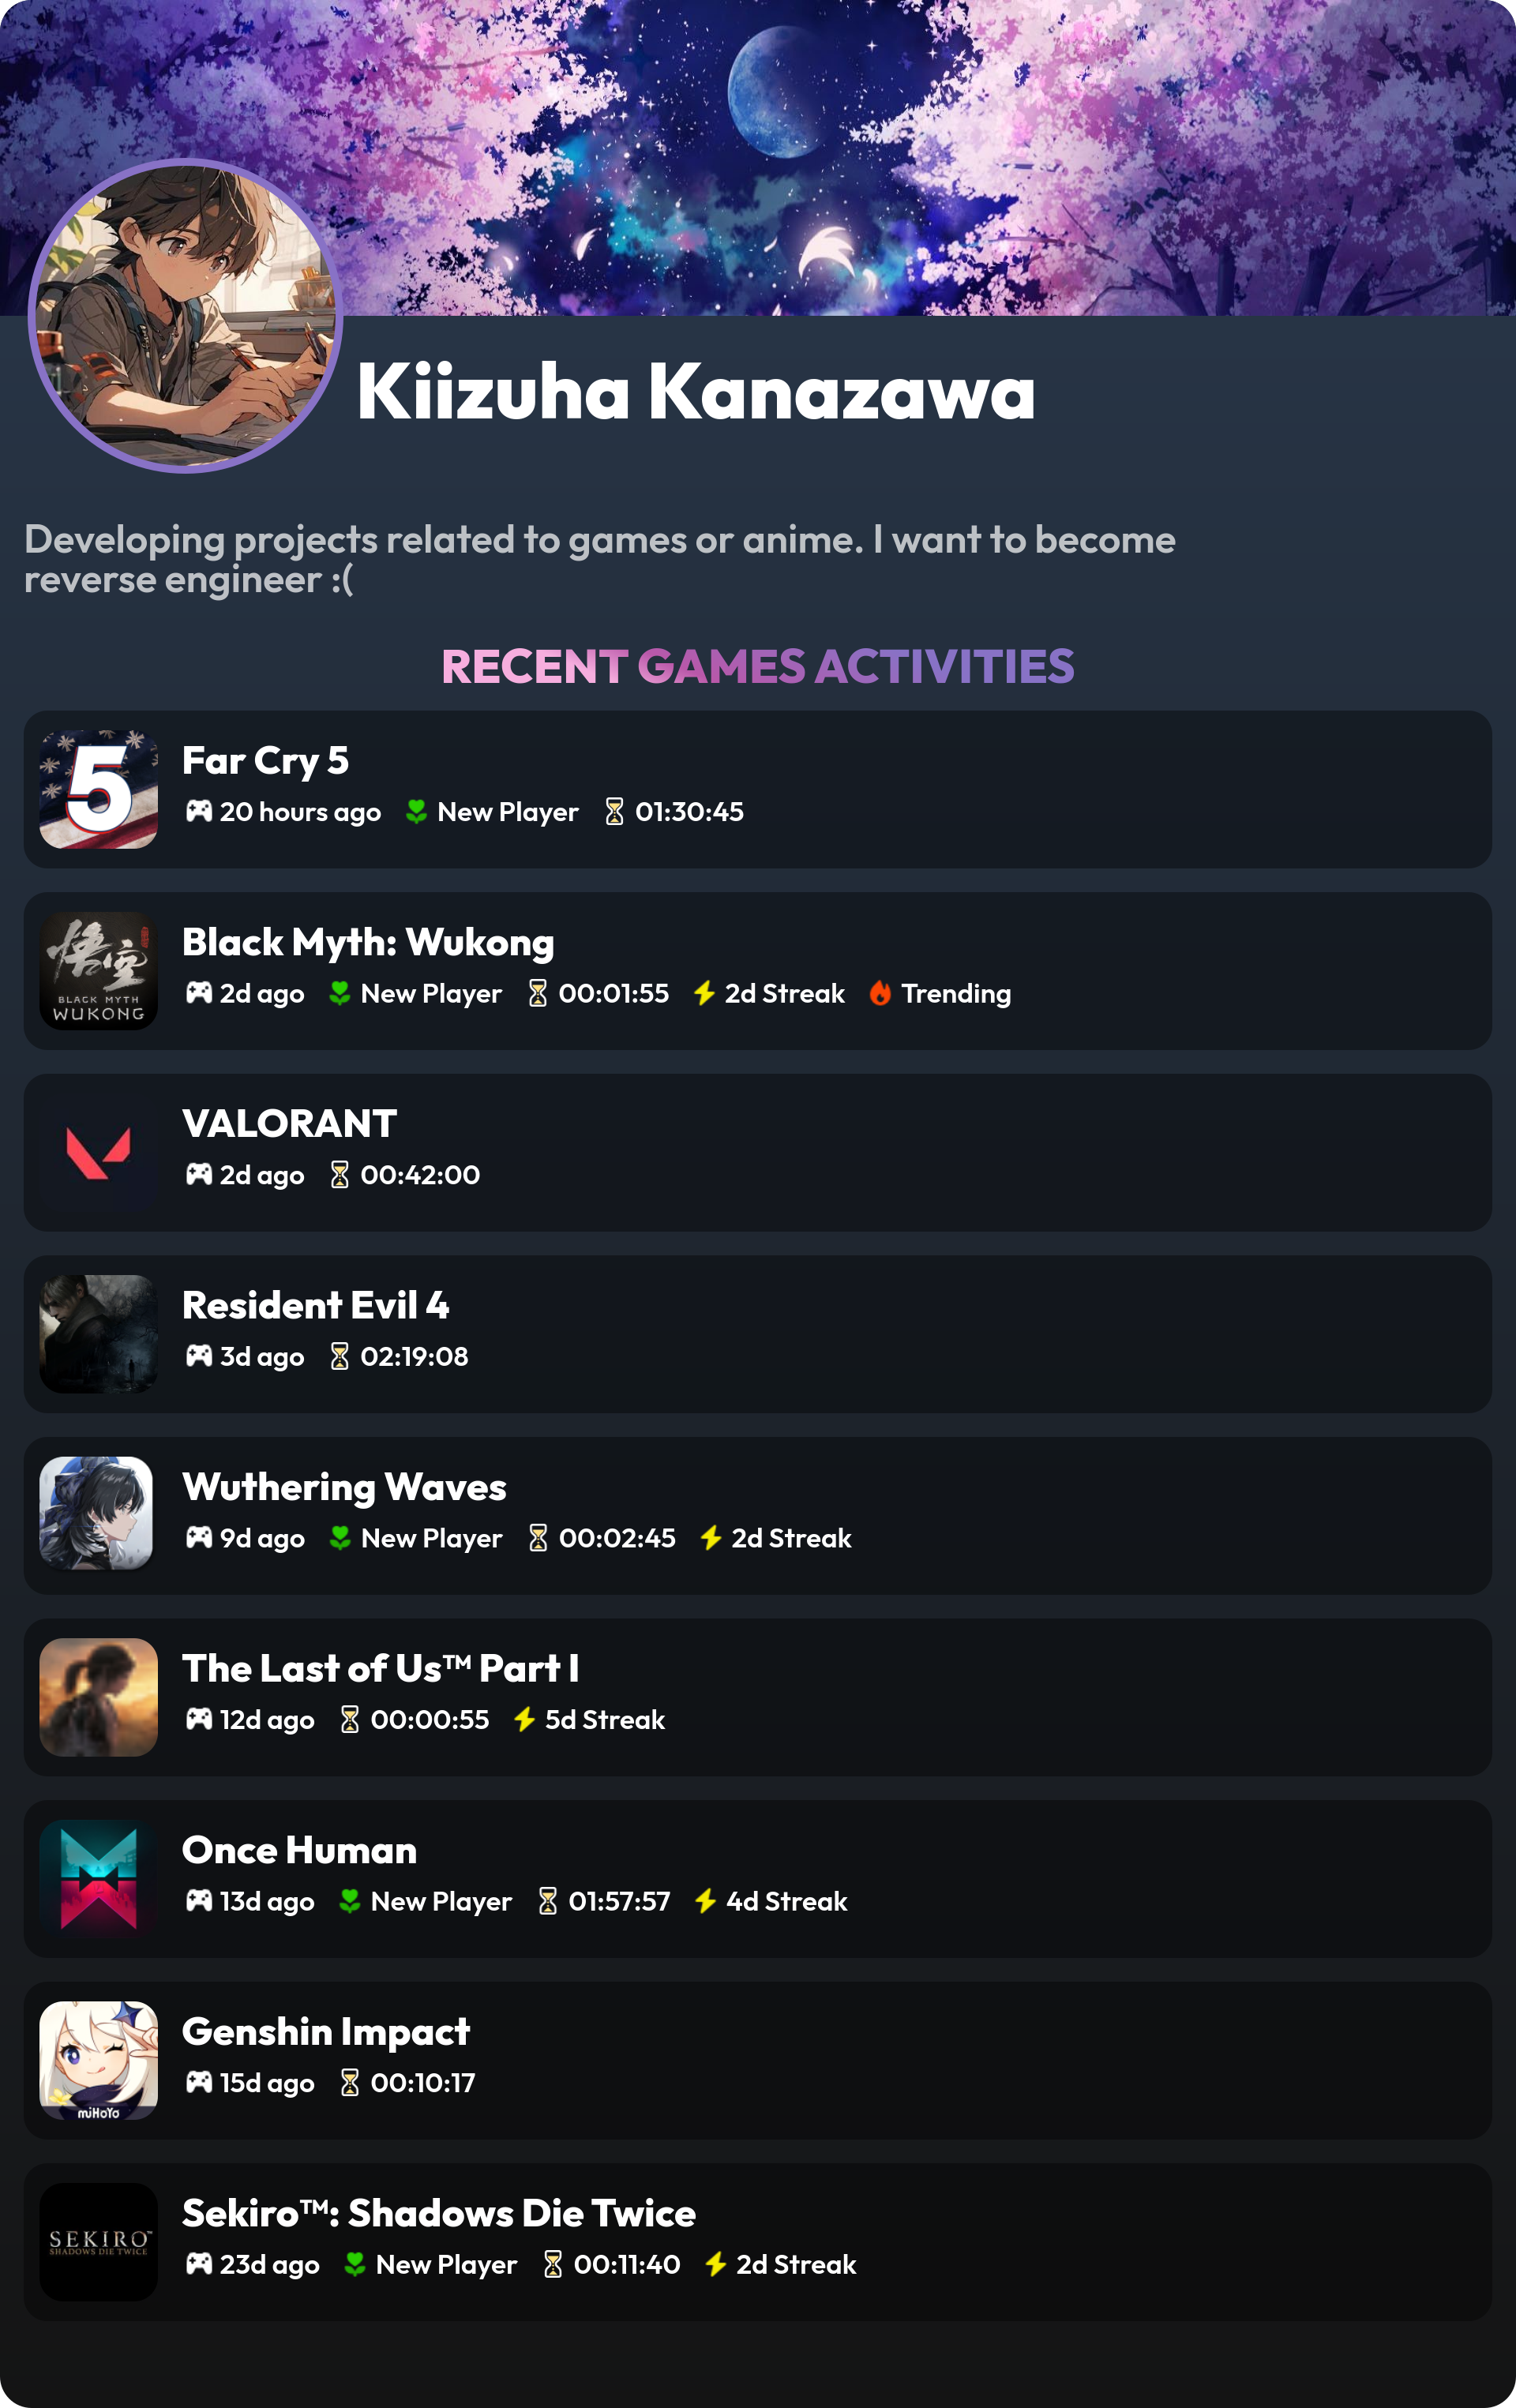 Kiizuha Kanazawa
Developing projects related to games or anime. I want to become
reverse engineer :(
RECENT GAMES ACTIVITIES
5
Far Cry 5
20 hours ago New Player 01:30:45
悟空
BLACK MYTH
WUKONG
Black Myth: Wukong
2d ago New Player 00:01:55 2d Streak Trending
VALORANT
2d ago 00:42:00
Resident Evil 4
3d ago 02:19:08
Wuthering Waves
9d ago New Player 00:02:45 2d Streak
The Last of Us™ Part I
12d ago 00:00:55 5d Streak
Once Human
13d ago New Player 01:57:57 4d Streak
miHoYo
Genshin Impact
15d ago 00:10:17
SEKIRO™
SHADOWS DIE TWICE
Sekiro™: Shadows Die Twice
23d ago New Player 00:11:40 2d Streak